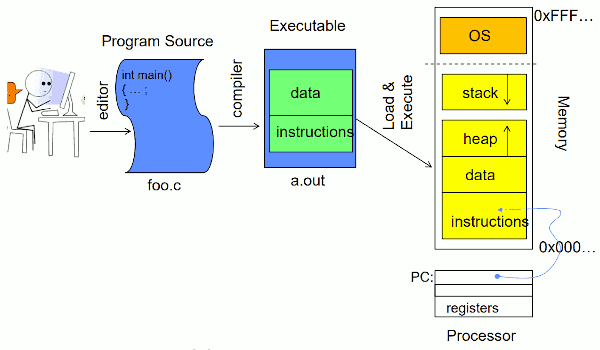 Program Source
Executable
0xFFF...
OS
int main()
{ ... ;
}
editor
compiler
data
instructions
Load &
Execute
stack
heap
data
instructions
Memory
foo.c
a.out
0x000...
PC:
registers
Processor